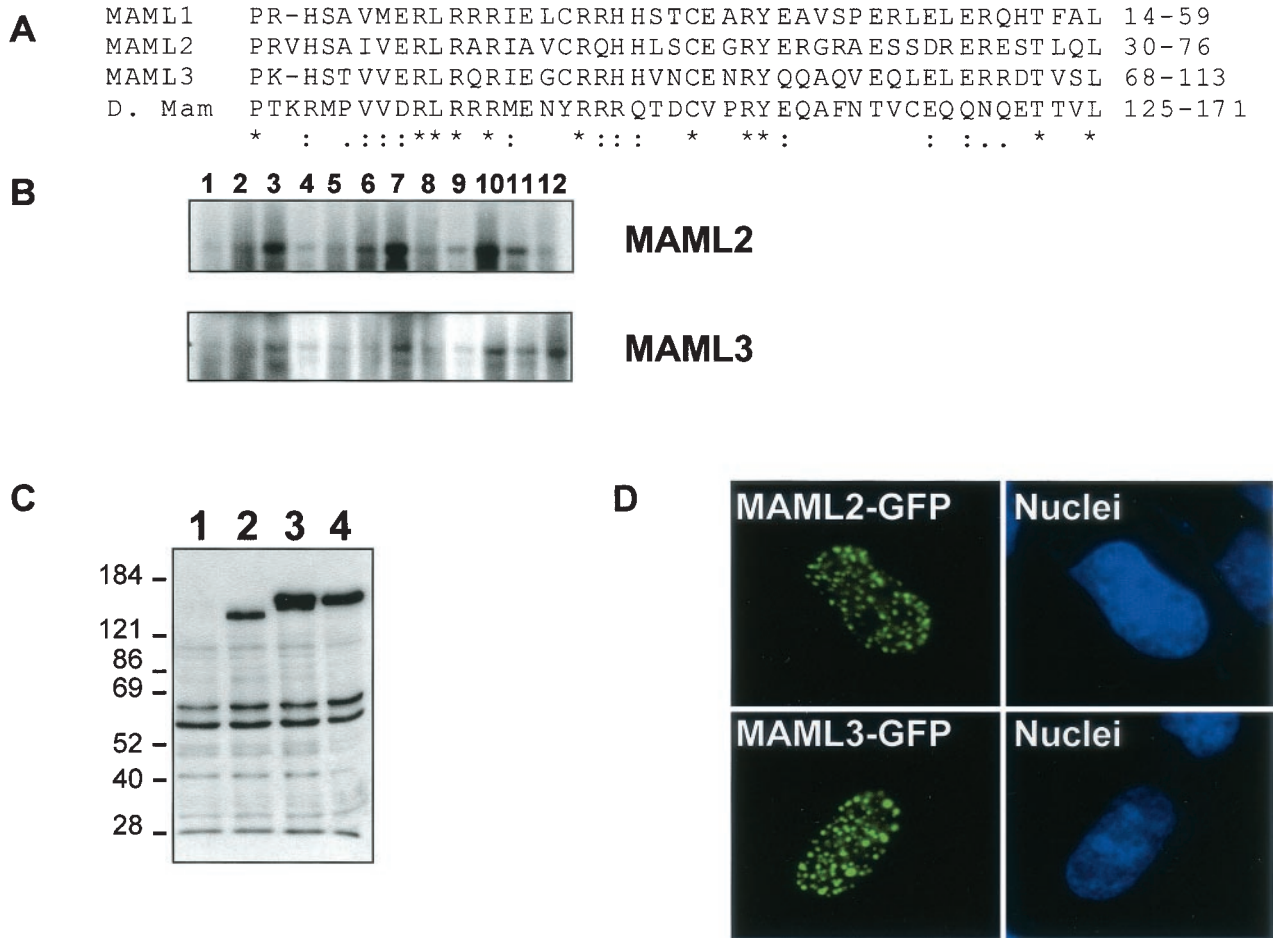 A
MAML1 PR-HSAVMERLRRRIELCRRHHSTCEARYEAVSPERLELERQHTFAL 14-59
MAML2 PRVHSAIVERLRARIAVCRQHHLSCEGRYERGRAESSDRERESTLQL 30-76
MAML3 PK-HSTVVERLRQRIEGCRRHHVNCENRYQQAQVEQLELERRDTVSL 68-113
D. Mam PTKRMPVVDRLRRRMENYRRRQTDCVPRYEQAFNTVCEQQNQETTVL 125-171
* : .:::*** * *: *::: * ** : : :.. * *
B
1 2 3 4 5 6 7 8 9 10 11 12
MAML2
MAML3
C
1 2 3 4
184
121
86
69
52
40
28
D
MAML2-GFP
Nuclei
MAML3-GFP
Nuclei